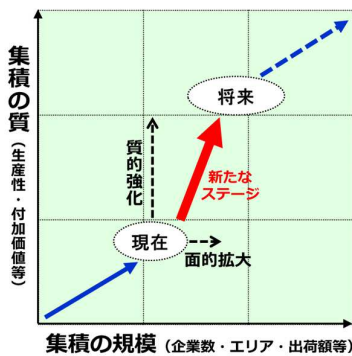 集積の質
(生産性・付加価値等)
将来
質的強化
新たな
ステージ
現在
面的拡大
集積の規模 (企業数・エリア・出荷額等)